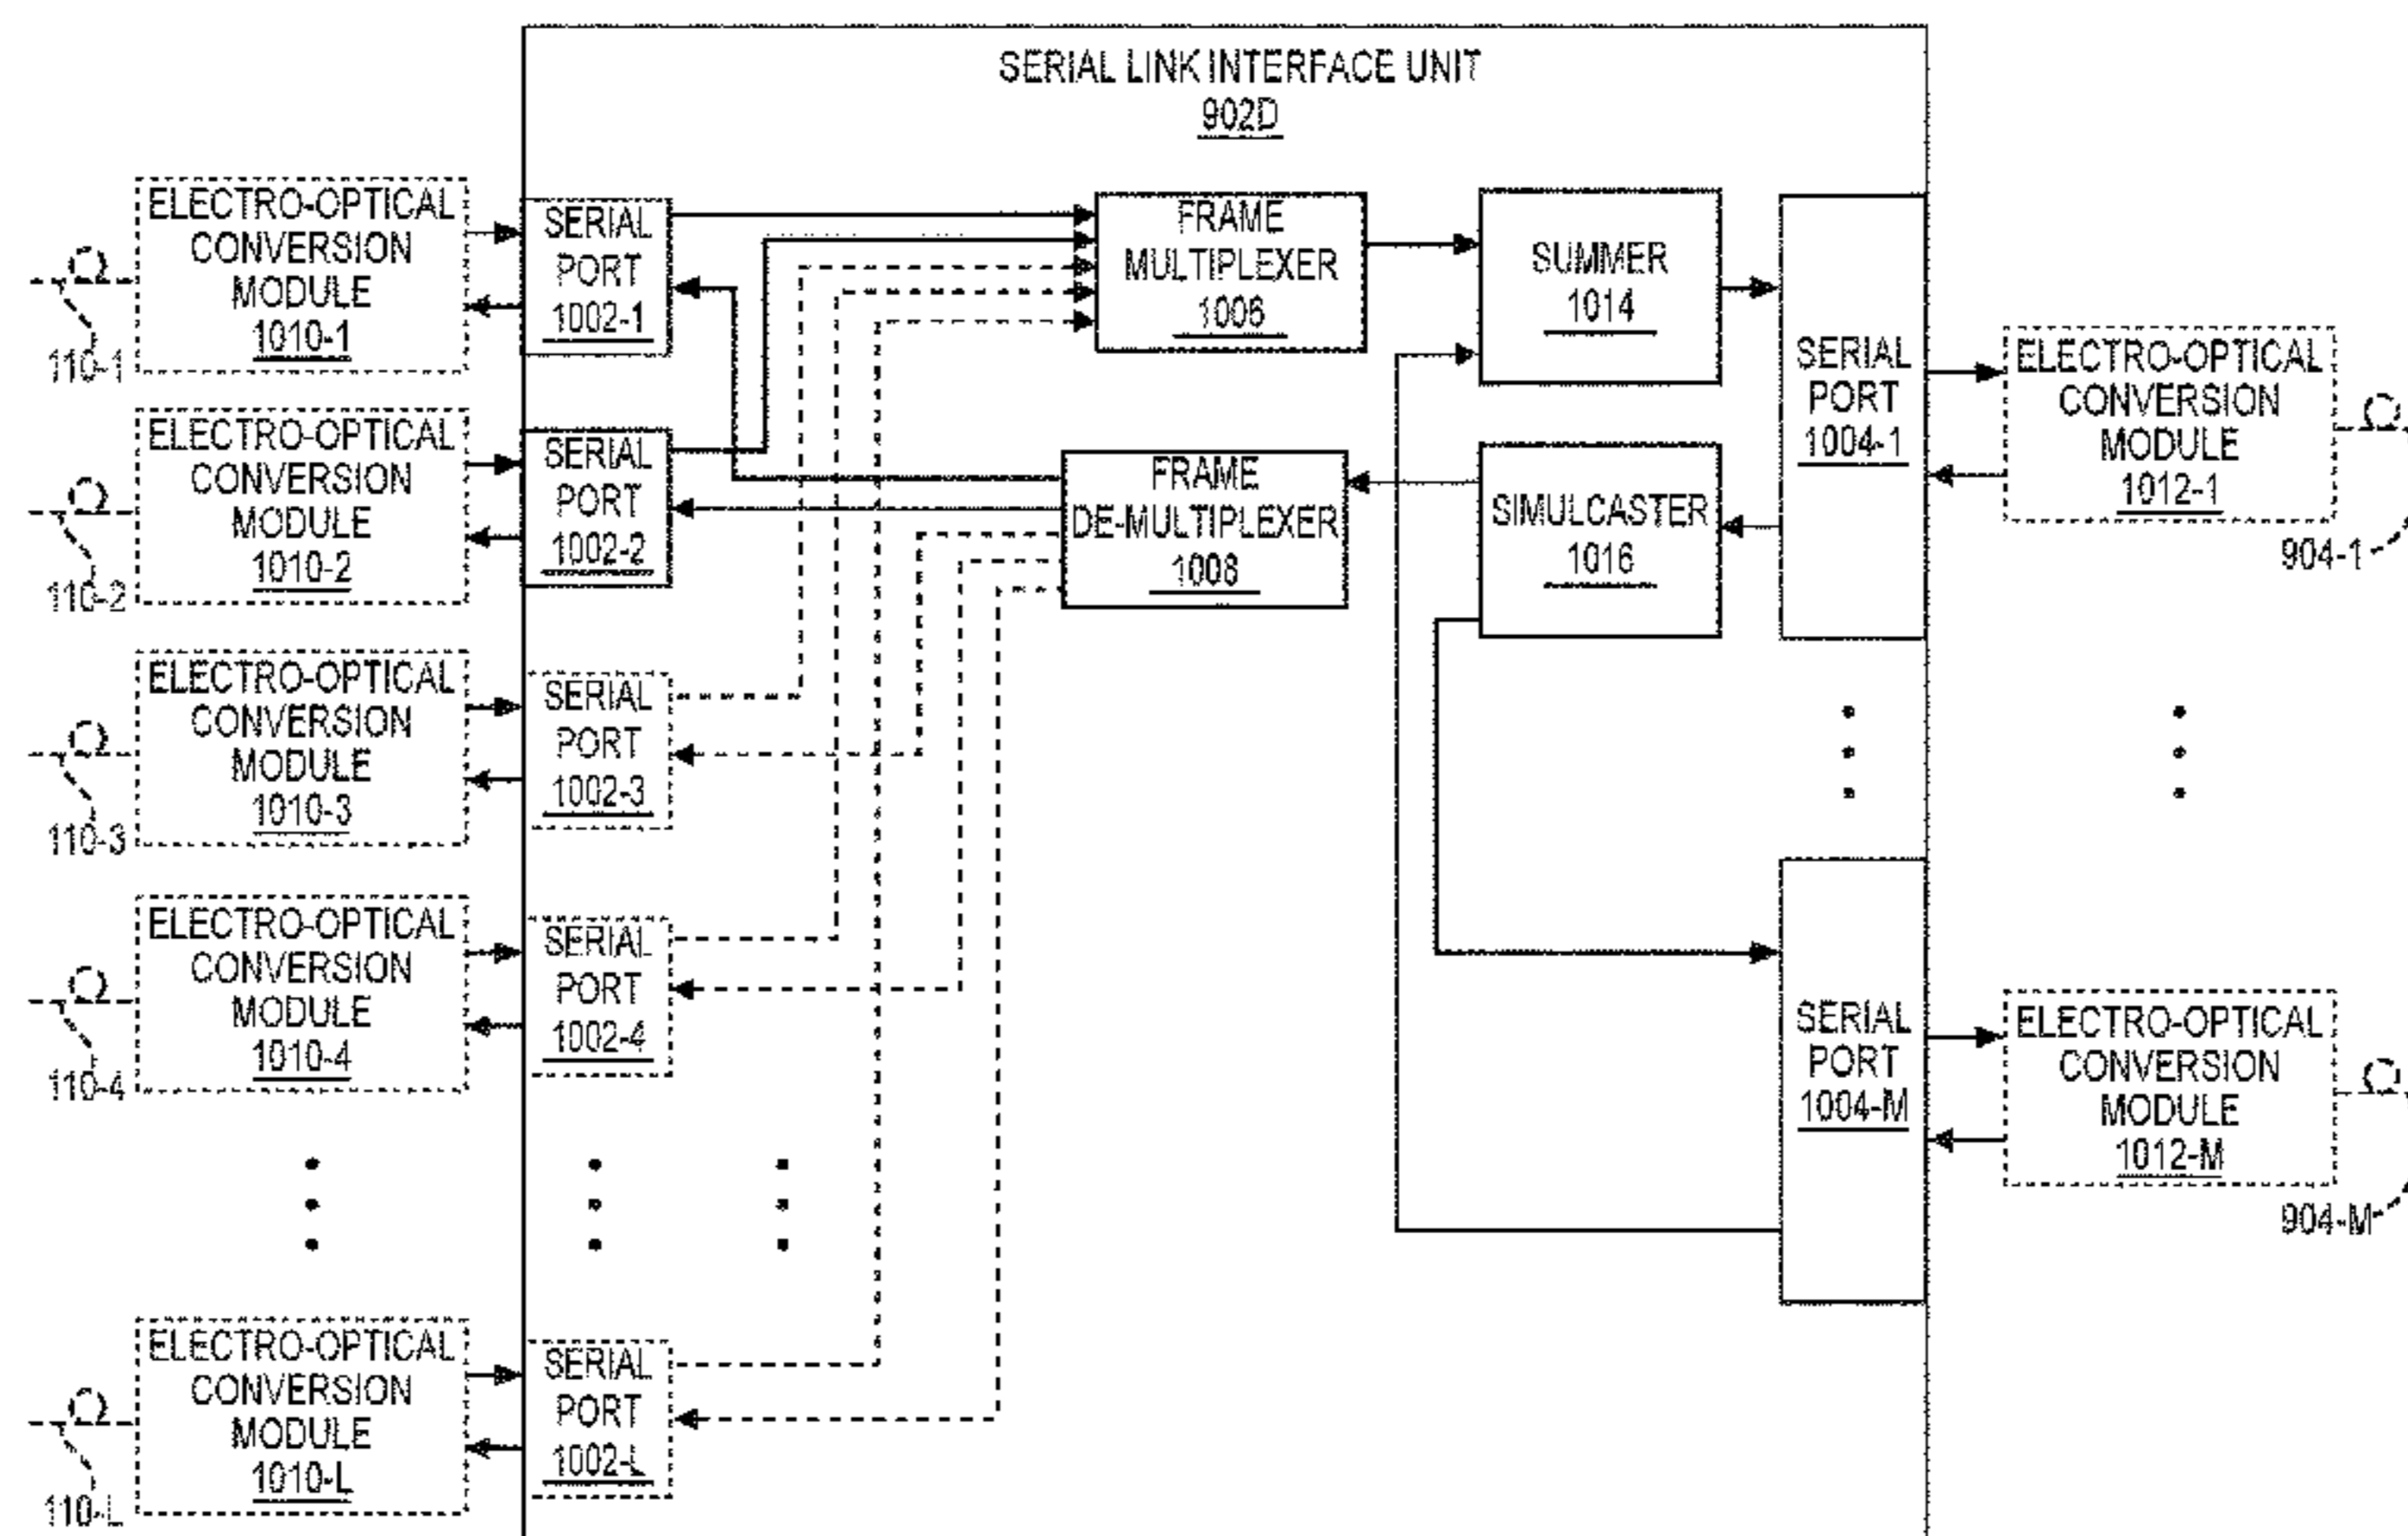 SERIAL LINK INTERFACE UNIT
902D
ELECTRO-OPTICAL
CONVERSION
MODULE
1010-1
110-1
SERIAL
PORT
1002-1
FRAME
MULTIPLEXER
1006
SUMMER
1014
SERIAL
PORT
1004-1
ELECTRO-OPTICAL
CONVERSION
MODULE
1012-1
904-1
ELECTRO-OPTICAL
CONVERSION
MODULE
1010-2
110-2
SERIAL
PORT
1002-2
FRAME
DE-MULTIPLEXER
1008
SIMULCASTER
1016
ELECTRO-OPTICAL
CONVERSION
MODULE
1010-3
110-3
SERIAL
PORT
1002-3
ELECTRO-OPTICAL
CONVERSION
MODULE
1010-4
110-4
SERIAL
PORT
1002-4
SERIAL
PORT
1004-M
ELECTRO-OPTICAL
CONVERSION
MODULE
1012-M
904-M
ELECTRO-OPTICAL
CONVERSION
MODULE
1010-L
110-L
SERIAL
PORT
1002-L